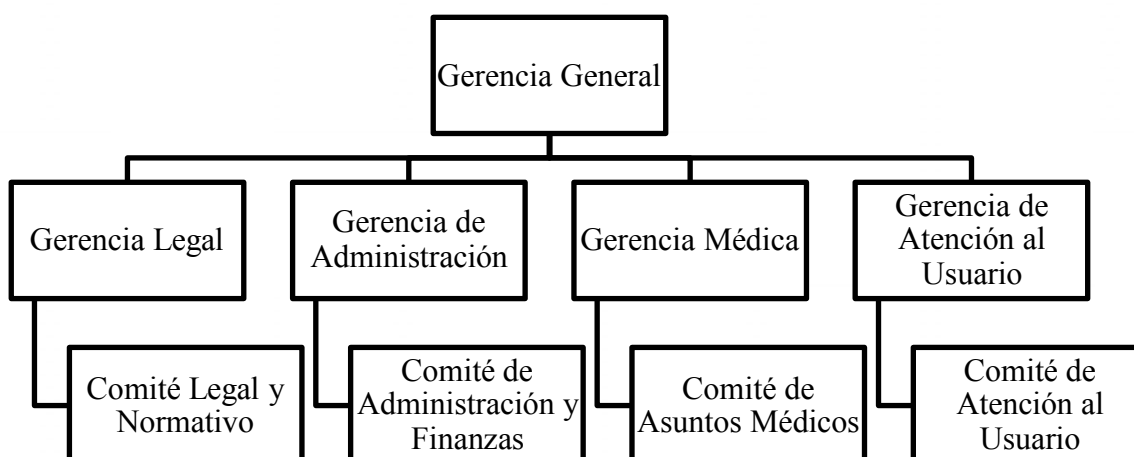 Gerencia General
Gerencia Legal
Gerencia de
Administración
Gerencia Médica
Gerencia de
Atención al
Usuario
Comité Legal y
Normativo
Comité de
Administración y
Finanzas
Comité de
Asuntos Médicos
Comité de
Atención al
Usuario